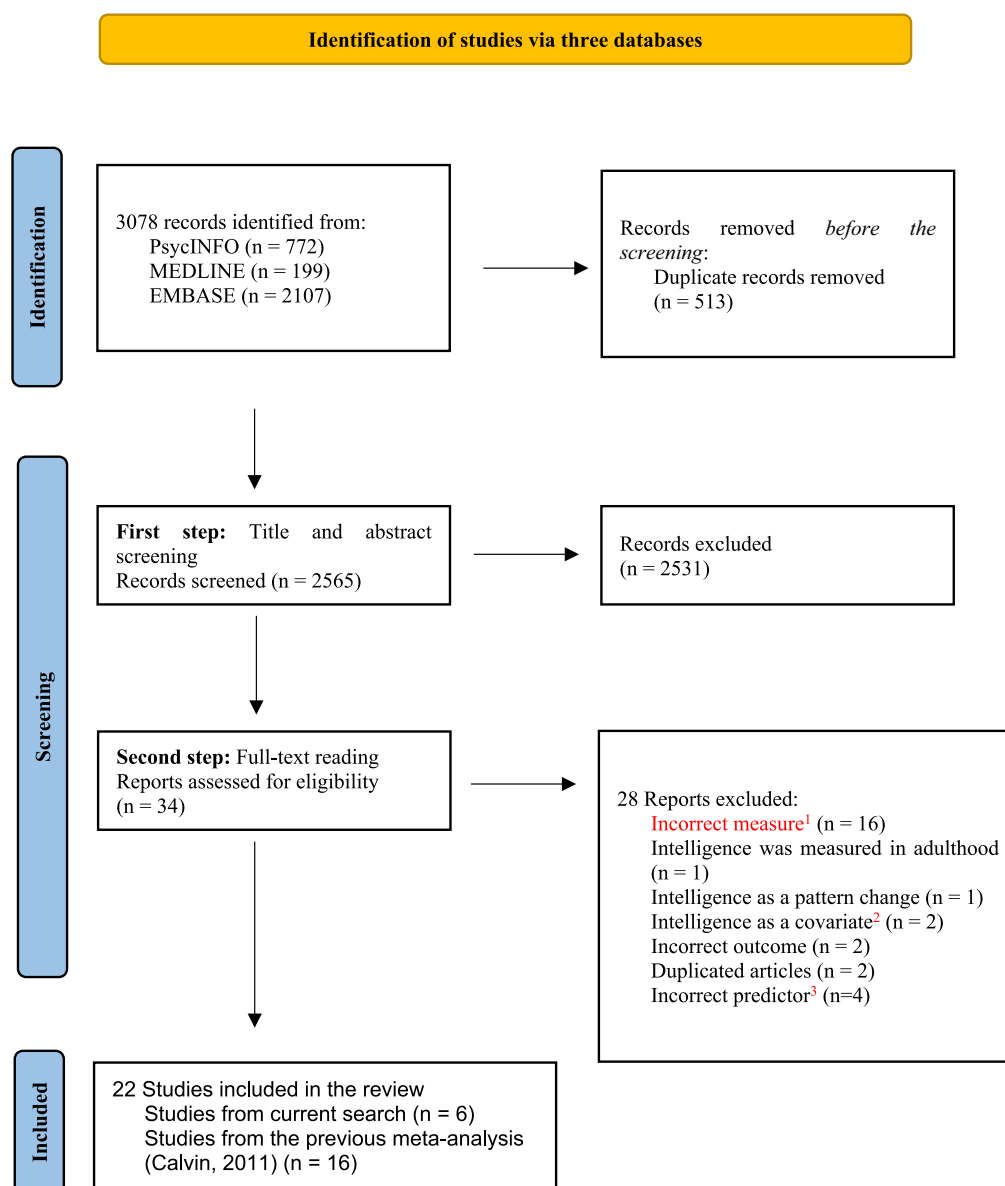 Identification of studies via three databases
Identification
3078 records identified from:
PsycINFO (n = 772)
MEDLINE (n = 199)
EMBASE (n = 2107)
Records removed before the
screening:
Duplicate records removed
(n = 513)
Screening
First step: Title and abstract
screening
Records screened (n = 2565)
Records excluded
(n = 2531)
Second step: Full-text reading
Reports assessed for eligibility
(n = 34)
28 Reports excluded:
Incorrect measure¹ (n = 16)
Intelligence was measured in adulthood
(n = 1)
Intelligence as a pattern change (n = 1)
Intelligence as a covariate² (n = 2)
Incorrect outcome (n = 2)
Duplicated articles (n = 2)
Incorrect predictor³ (n=4)
Included
22 Studies included in the review
Studies from current search (n = 6)
Studies from the previous meta-analysis
(Calvin, 2011) (n = 16)